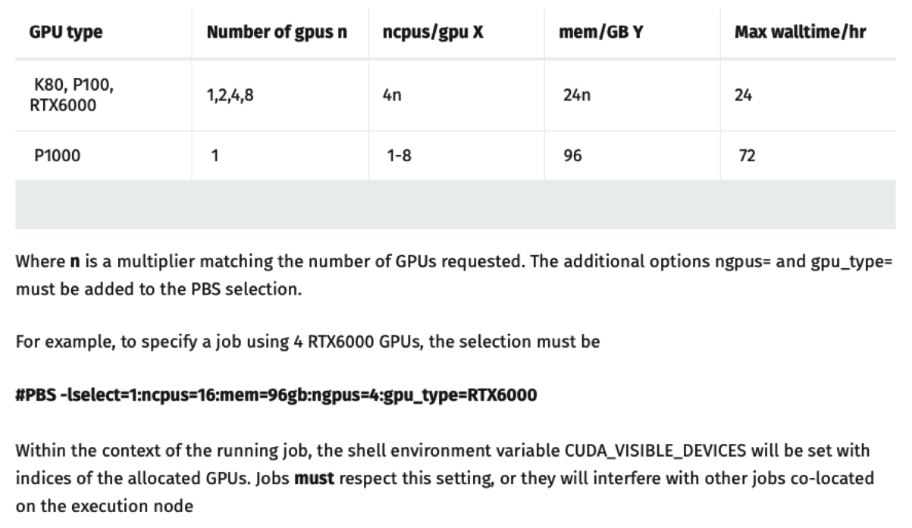 GPU type Number of gpus n ncpus/gpu X mem/GB Y Max walltime/hr
K80, P100,
RTX6000 1,2,4,8 4n 24n 24
P1000 1 1-8 96 72
Where n is a multiplier matching the number of GPUs requested. The additional options ngpus= and gpu_type=
must be added to the PBS selection.
For example, to specify a job using 4 RTX6000 GPUs, the selection must be
#PBS -lselect=1:ncpus=16:mem=96gb:ngpus=4:gpu_type=RTX6000
Within the context of the running job, the shell environment variable CUDA_VISIBLE_DEVICES will be set with
indices of the allocated GPUs. Jobs must respect this setting, or they will interfere with other jobs co-located
on the execution node